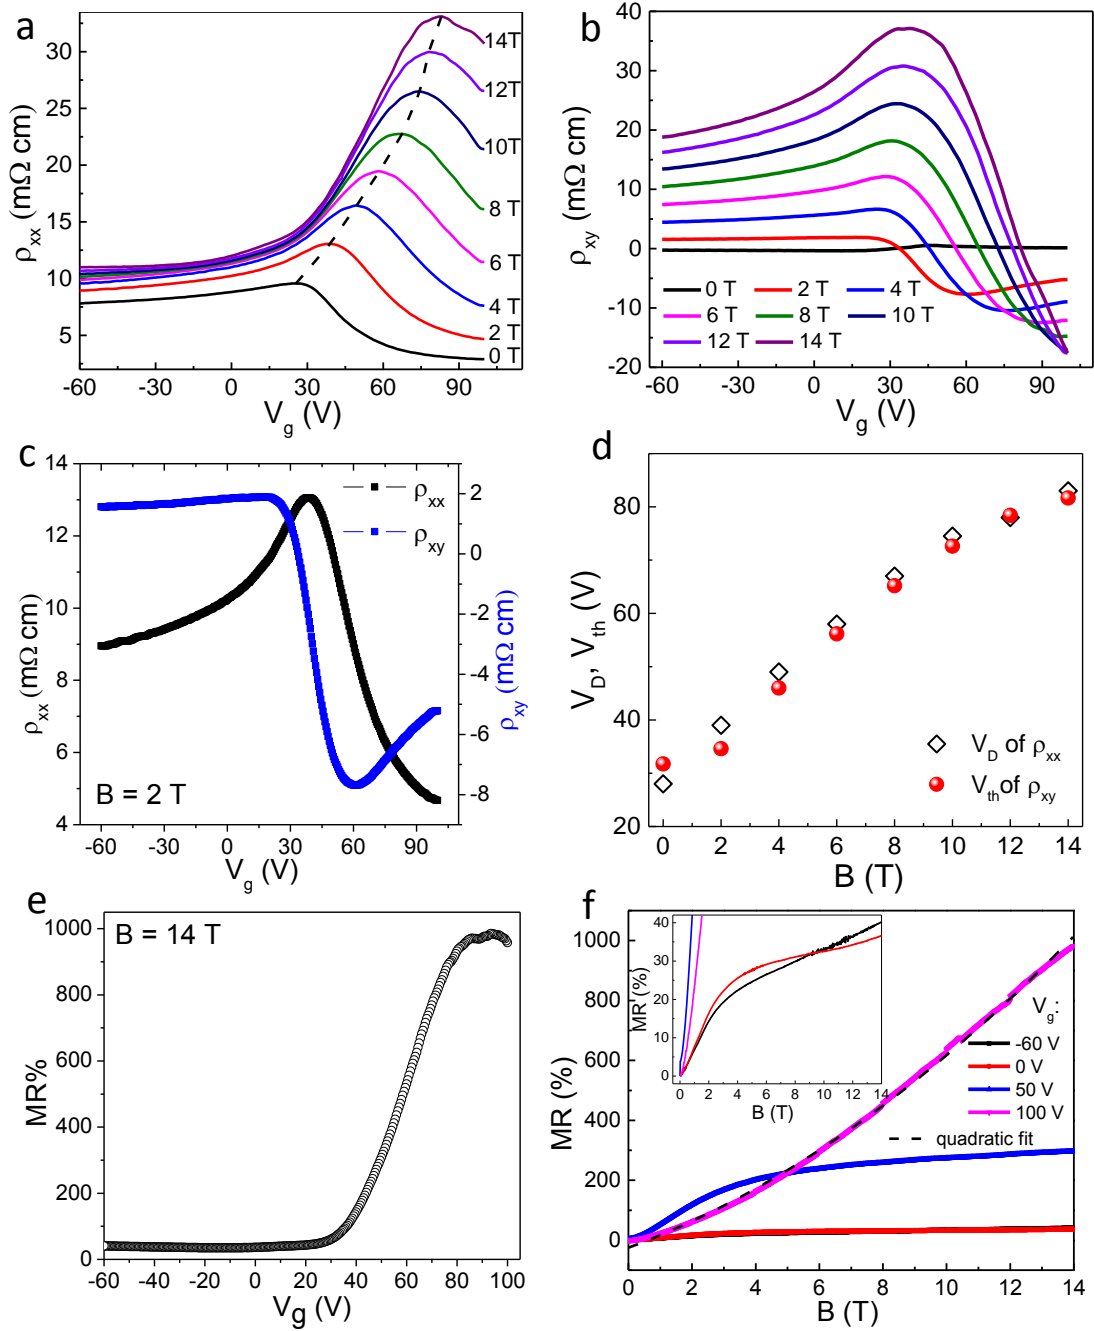 a
ρxx (mΩ cm)
30
25
20
15
10
5
-60 -30 0 30 60 90
Vg (V)
14T
12T
10T
8 T
6 T
4 T
2 T
0 T
b
ρxy (mΩ cm)
40
30
20
10
0
-10
-20
0 T 2 T 4 T
6 T 8 T 10 T
12 T 14 T
-60 -30 0 30 60 90
Vg (V)
c
ρxx (mΩ cm)
14
13
12
11
10
9
8
7
6
5
4
ρxx
ρxy
B = 2 T
2
0
-2
-4
-6
-8
ρxy (mΩ cm)
-60 -30 0 30 60 90
Vg (V)
d
VD, Vth (V)
80
60
40
20
VD of ρxx
Vth of ρxy
0 2 4 6 8 10 12 14
B (T)
e
B = 14 T
MR%
1000
800
600
400
200
0
-60 -40 -20 0 20 40 60 80 100
Vg (V)
f
MR (%)
1000
800
600
400
200
0
MR (%)
40
30
20
10
0
0 2 4 6 8 10 12 14
B (T)
Vg:
-60 V
0 V
50 V
100 V
quadratic fit
0 2 4 6 8 10 12 14
B (T)